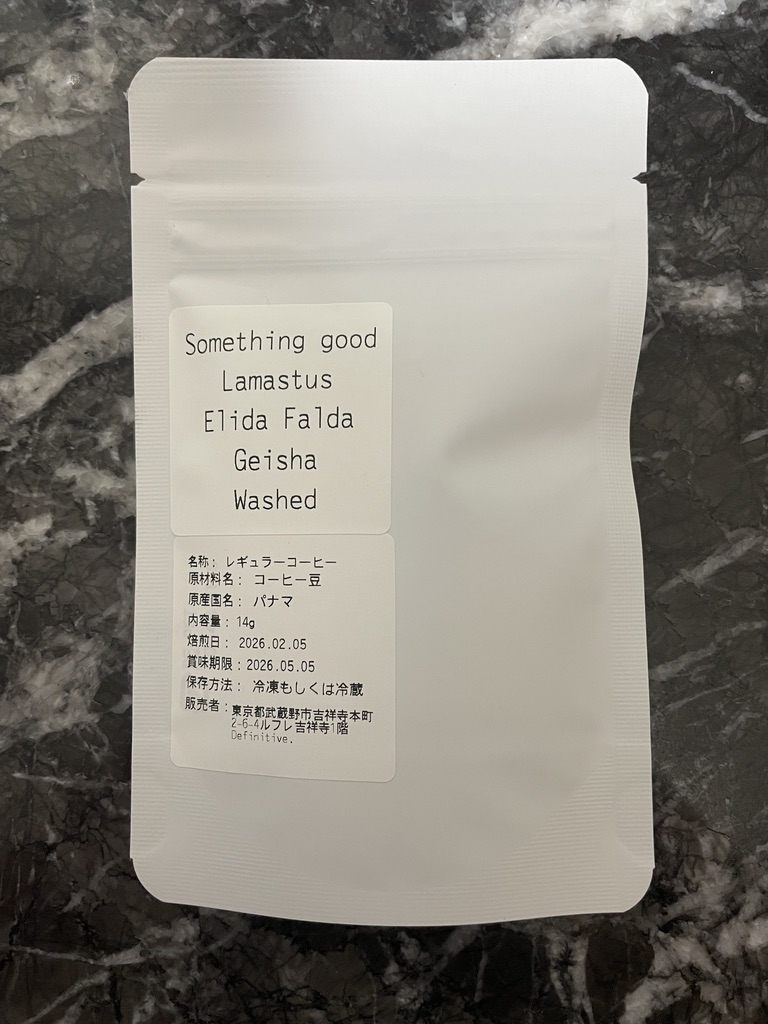 Something good
Lamastus
Elida Falda
Geisha
Washed
名称： レギュラーコーヒー
原材料名： コーヒー豆
原産国名： パナマ
内容量：14g
焙煎日： 2026.02.05
賞味期限：2026.05.05
保存方法： 冷凍もしくは冷蔵
販売者：東京都武蔵野市吉祥寺本町
2-6-4ルフレ吉祥寺1階
Definitive.